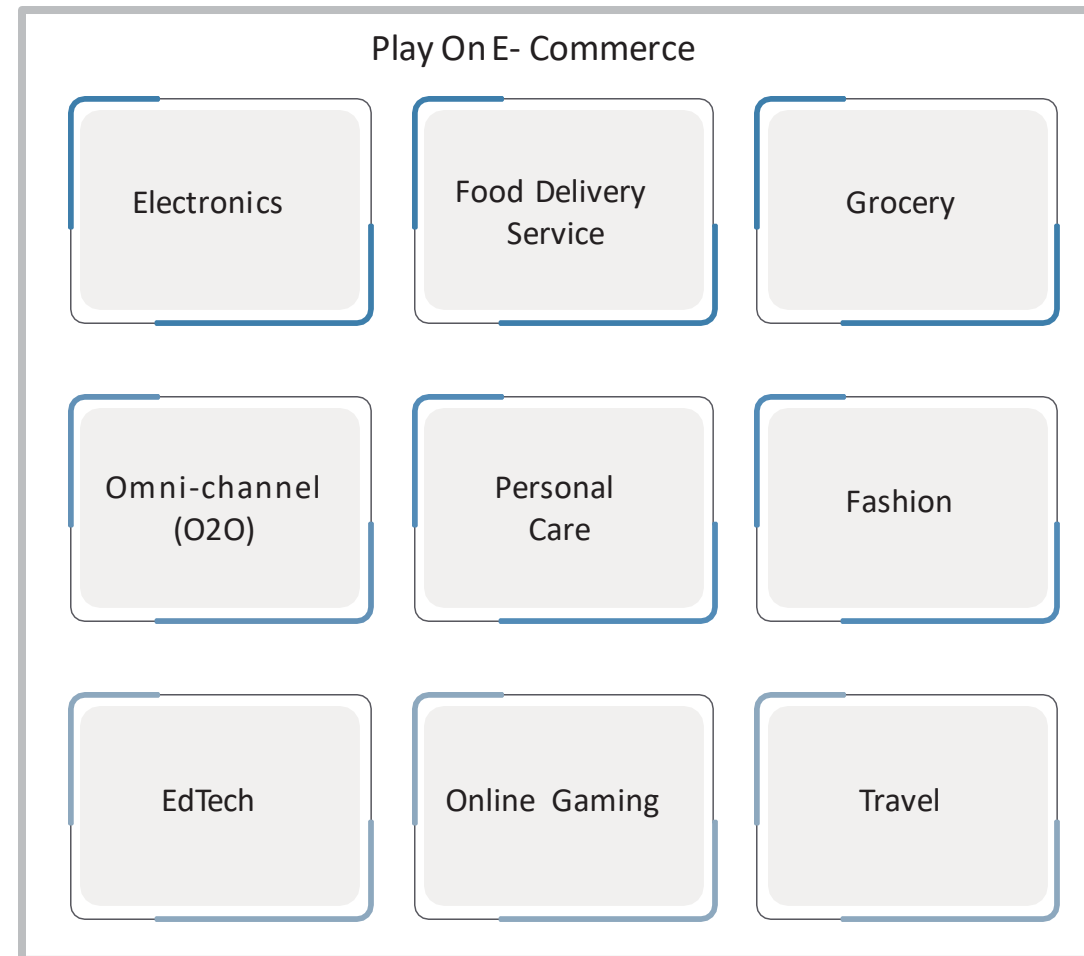 Play On E- Commerce
Electronics
Food Delivery
Service
Grocery
Omni-channel
(O2O)
Personal
Care
Fashion
EdTech
Online Gaming
Travel